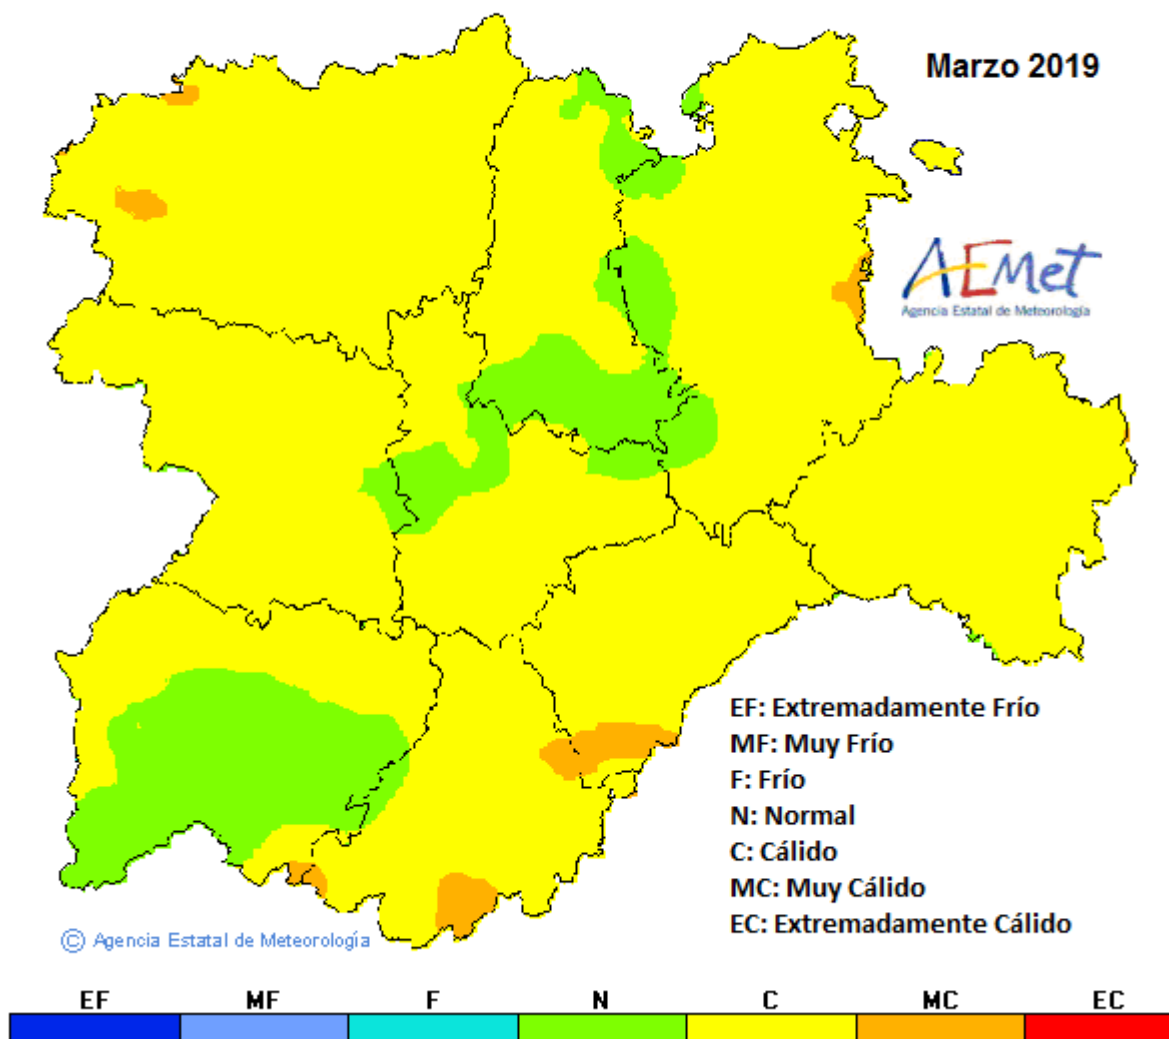 Marzo 2019
AEMet
Agencia Estatal de Meteorología
EF: Extremadamente Frío
MF: Muy Frío
F: Frío
N: Normal
C: Cálido
MC: Muy Cálido
EC: Extremadamente Cálido
© Agencia Estatal de Meteorología
EF MF F N C MC EC